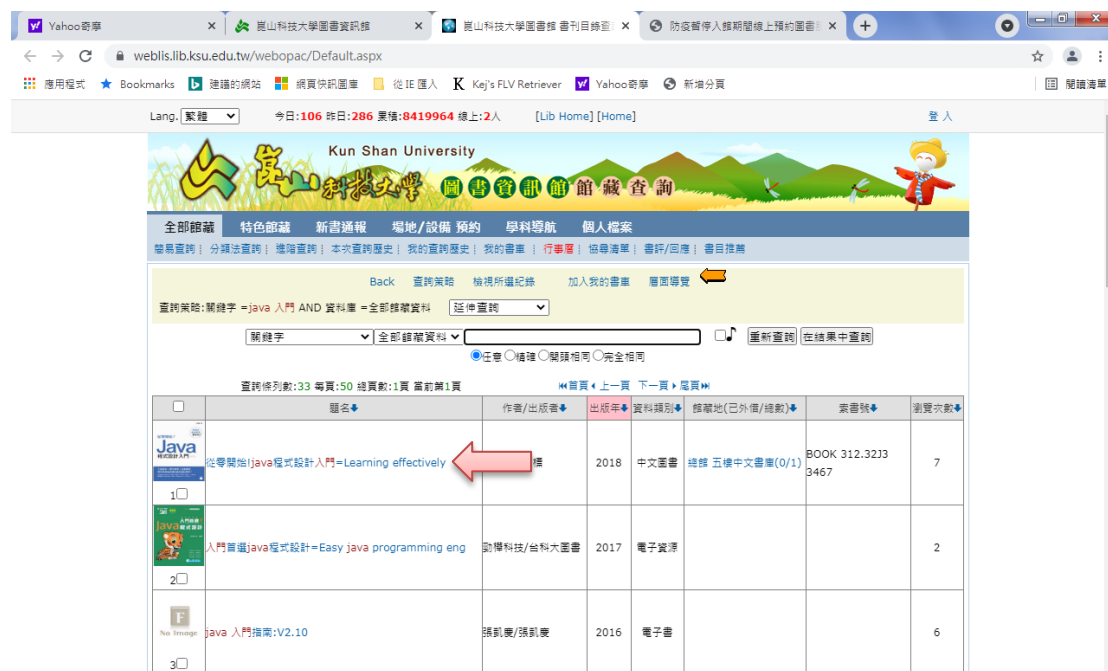 Yahoo奇摩
崑山科技大學圖書資訊館
崑山科技大學圖書館 書刊目錄查
防疫暫停入館期間線上預約圖書
weblis.lib.ksu.edu.tw/webopac/Default.aspx
應用程式 Bookmarks 建議的網站 網頁快訊圖庫 從 IE 匯入 Kej's FLV Retriever Yahoo奇摩 新增分頁 閱讀清單
Lang. 繁體 今日:106 昨日:286 累積:8419964 線上:2人 [Lib Home] [Home] 登入
Kun Shan University
崑山科技大學 圖書資訊館 館藏查詢
全部館藏 特色館藏 新書通報 場地/設備 預約 學科導航 個人檔案
簡易查詢 | 分類法查詢 | 進階查詢 | 本次查詢歷史 | 我的查詢歷史 | 我的書車 | 行事曆 | 協尋清單 | 書評/回應 | 書目推薦
Back 查詢策略 檢視所選紀錄 加入我的書車 層面導覽
查詢策略:關鍵字 =java 入門 AND 資料庫 =全部館藏資料 延伸查詢
關鍵字 全部館藏資料 重新查詢 在結果中查詢
任意 精確 開頭相同 完全相同
查詢條列數:33 每頁:50 總頁數:1頁 當前第1頁 首頁 上一頁 下一頁 尾頁
題名 作者/出版者 出版年 資料類別 館藏地(已外借/總數) 索書號 瀏覽次數
Java
從零開始!java程式設計入門=Learning effectively 2018 中文圖書 總館 五樓中文書庫(0/1) BOOK 312.32J3 3467 7
1
入門首選java程式設計=Easy java programming eng 勁樺科技/台科大圖書 2017 電子資源 2
2
No Image
java 入門指南:V2.10 張凱慶/張凱慶 2016 電子書 6
3